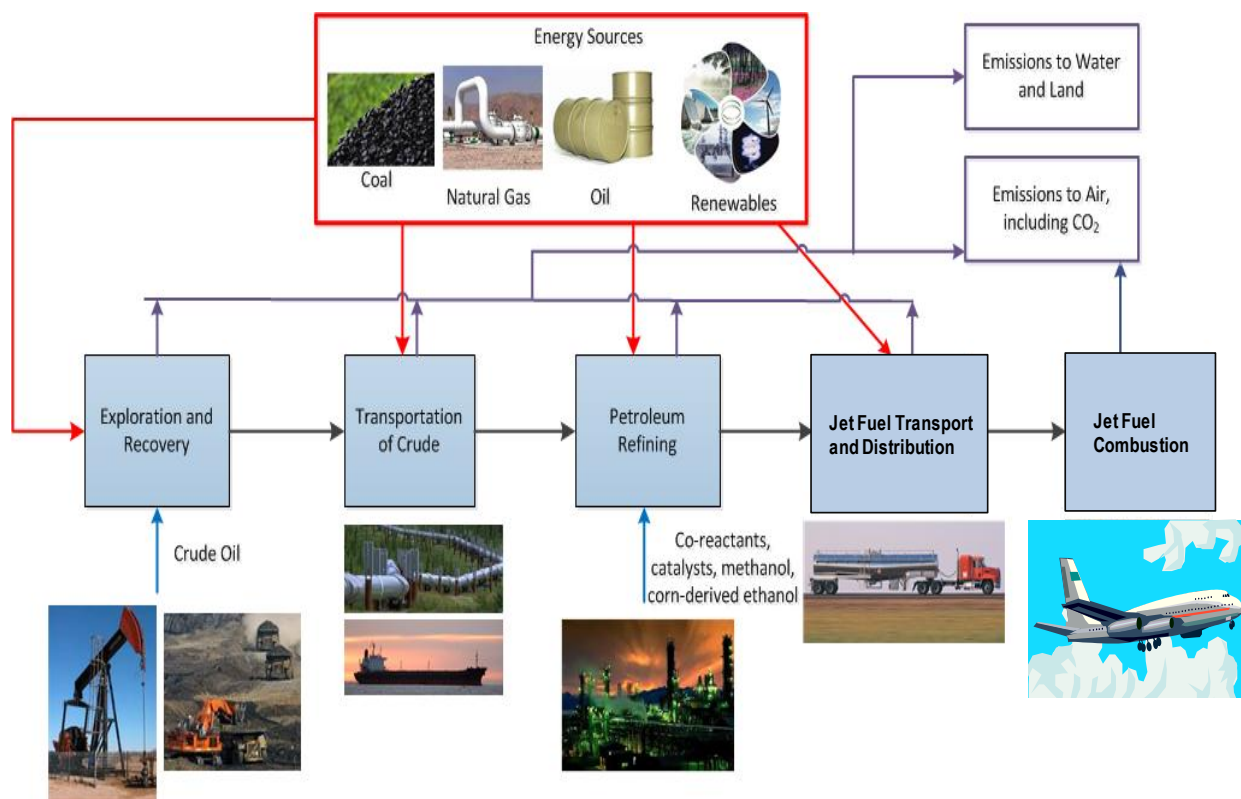 Energy Sources
Coal
Natural Gas
Oil
Renewables
Emissions to Water
and Land
Emissions to Air,
including CO₂
Exploration and
Recovery
Transportation
of Crude
Petroleum
Refining
Jet Fuel Transport
and Distribution
Jet Fuel
Combustion
Crude Oil
Co-reactants,
catalysts, methanol,
corn-derived ethanol